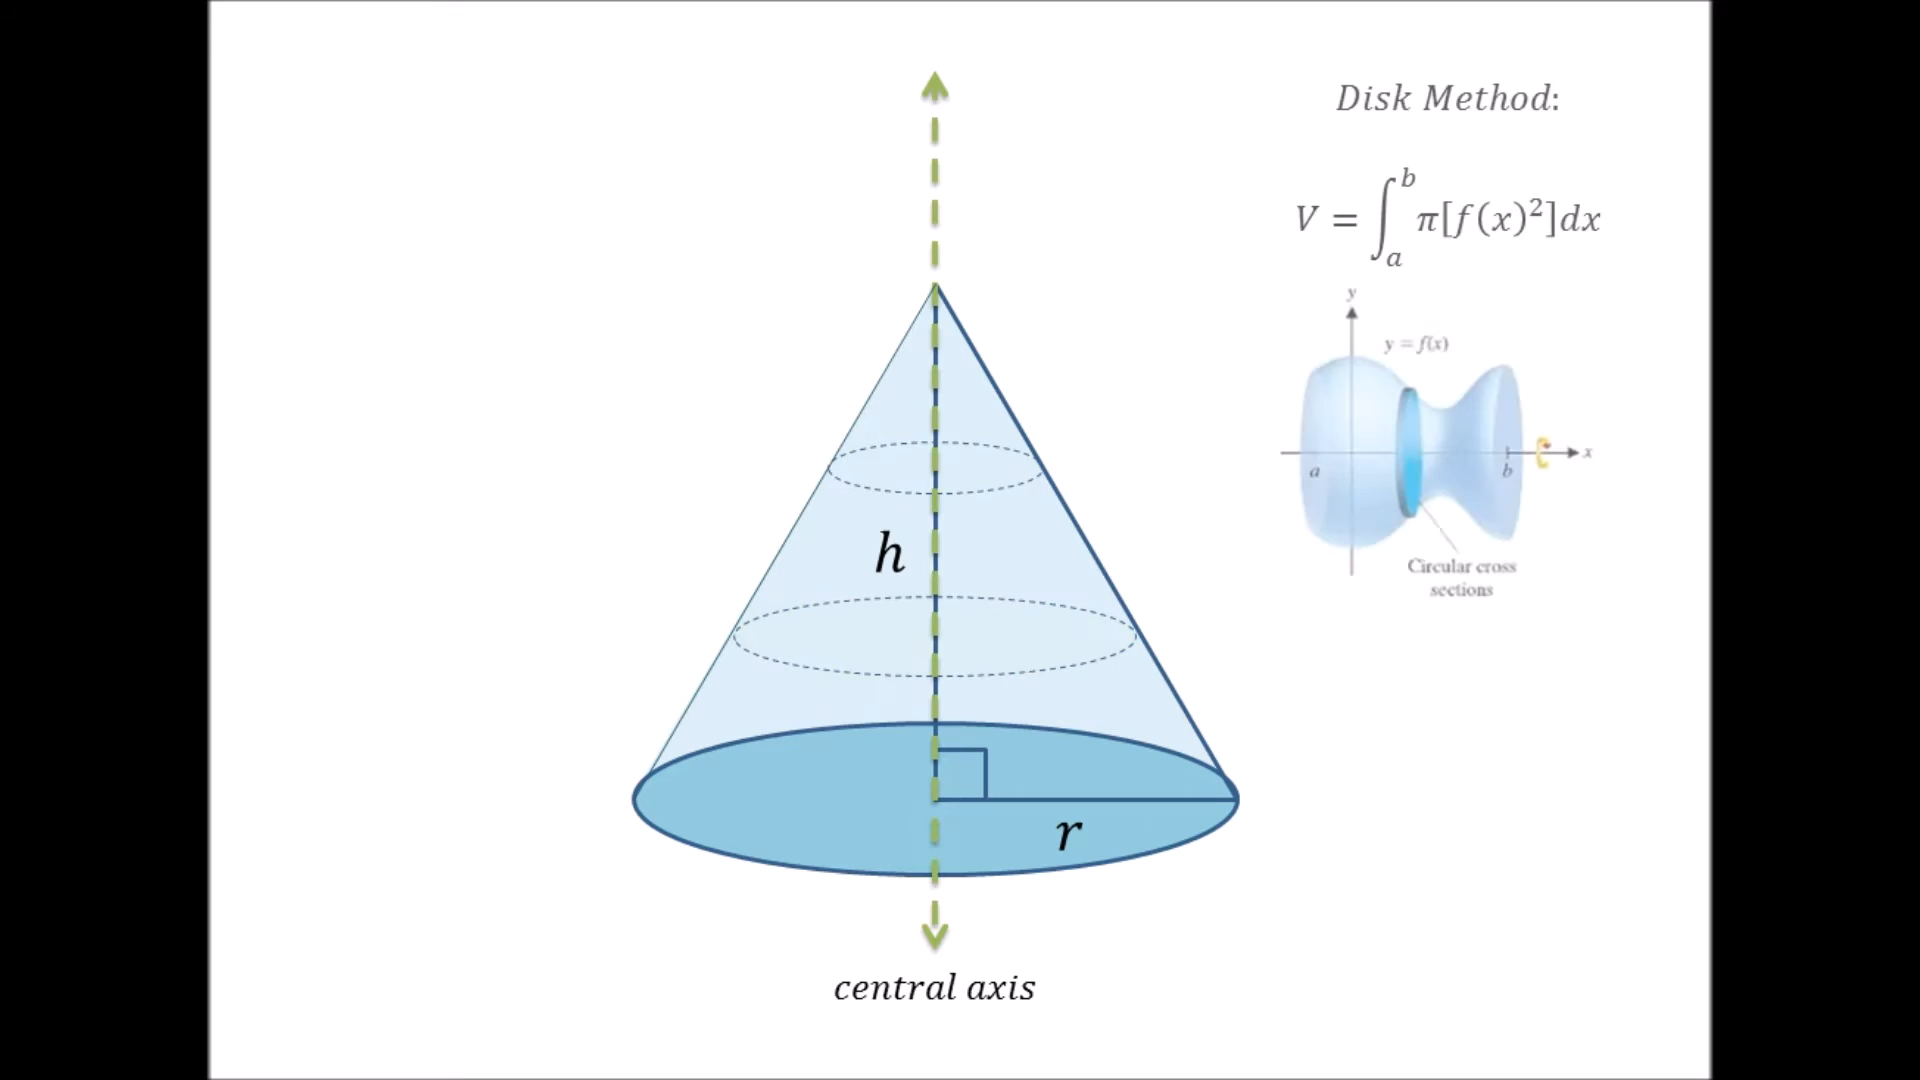 Disk Method:
V = ∫_a^b π[f(x)²]dx
y
y = f(x)
a
b
x
Circular cross
sections
h
r
central axis